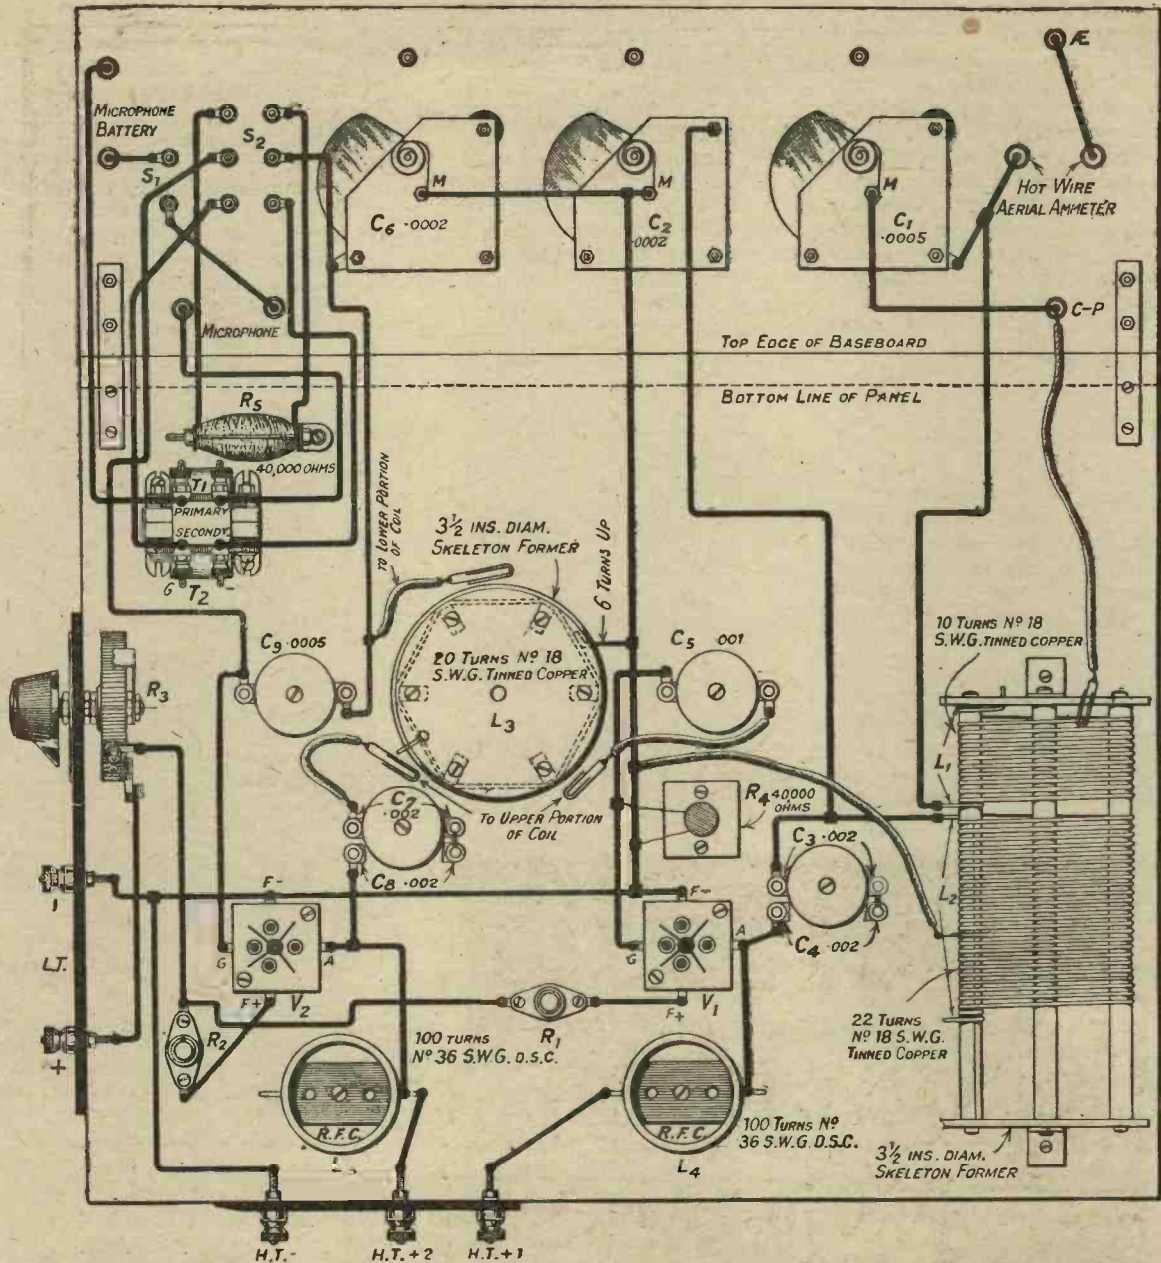 Æ
MICROPHONE
BATTERY
S2
S1
M
C6 .0002
M
C2
.0002
M
C1
.0005
HOT WIRE
AERIAL AMMETER
C-P
MICROPHONE
TOP EDGE OF BASEBOARD
BOTTOM LINE OF PANEL
R5
40,000 OHMS
T1
PRIMARY
SECONDY
G
T2
-
TO LOWER PORTION
OF COIL
3½ INS. DIAM.
SKELETON FORMER
6 TURNS UP
C9 .0005
20 TURNS Nº 18
S.W.G. TINNED COPPER
L3
C5 .001
10 TURNS Nº 18
S.W.G. TINNED COPPER
R3
L1
C7
.002
TO UPPER PORTION
OF COIL
R4 40,000
OHMS
C3 .002
C8 .002
L2
C4 .002
F-
F-
G
A
G
A
L.T.
-
+
F+
V2
F+
V1
R2
R1
100 TURNS
Nº 36 S.W.G. D.S.C.
22 TURNS
Nº 18 S.W.G.
TINNED COPPER
R.F.C.
R.F.C.
L4
100 TURNS Nº
36 S.W.G. D.S.C.
3½ INS. DIAM.
SKELETON FORMER
H.T.-
H.T.+2
H.T.+1